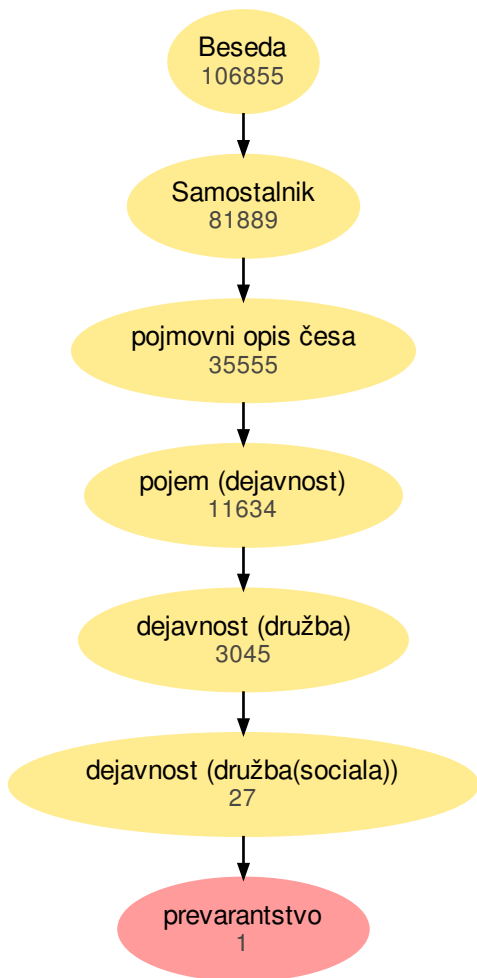 Beseda
106855
Samostalnik
81889
pojmovni opis česa
35555
pojem (dejavnost)
11634
dejavnost (družba)
3045
dejavnost (družba(sociala))
27
prevarantstvo
1